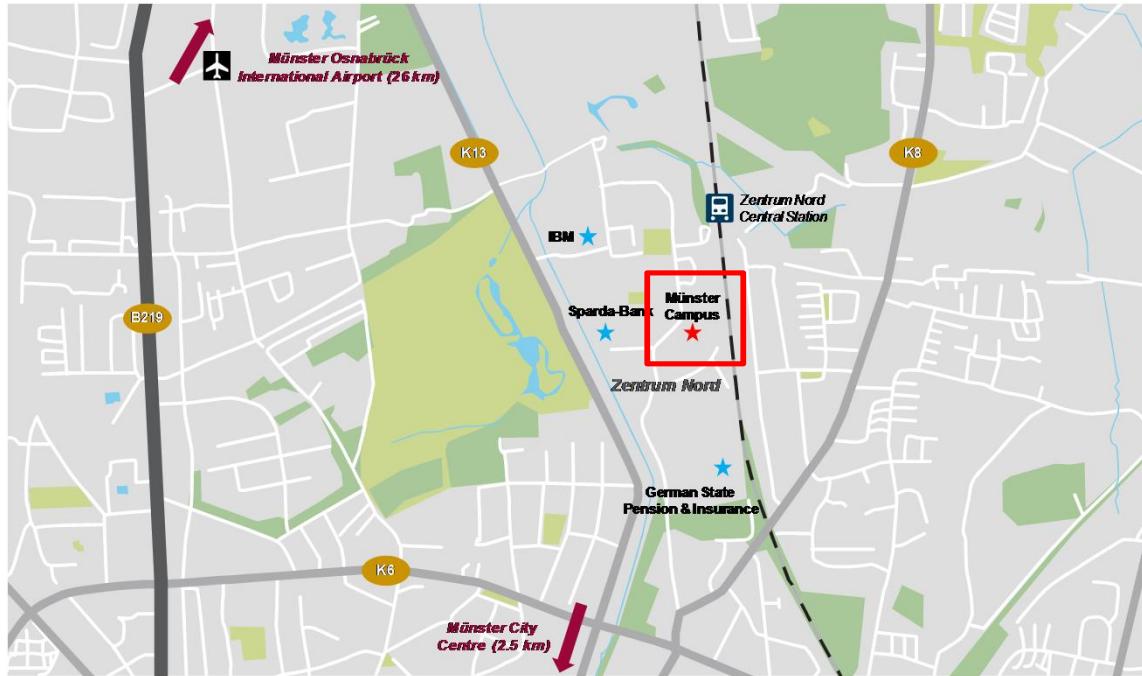 Münster Osnabrück
International Airport (26 km)
K13
K8
Zentrum Nord
Central Station
IBM
Münster
Campus
Sparda-Bank
B219
Zentrum Nord
German State
Pension & Insurance
K6
Münster City
Centre (2.5 km)